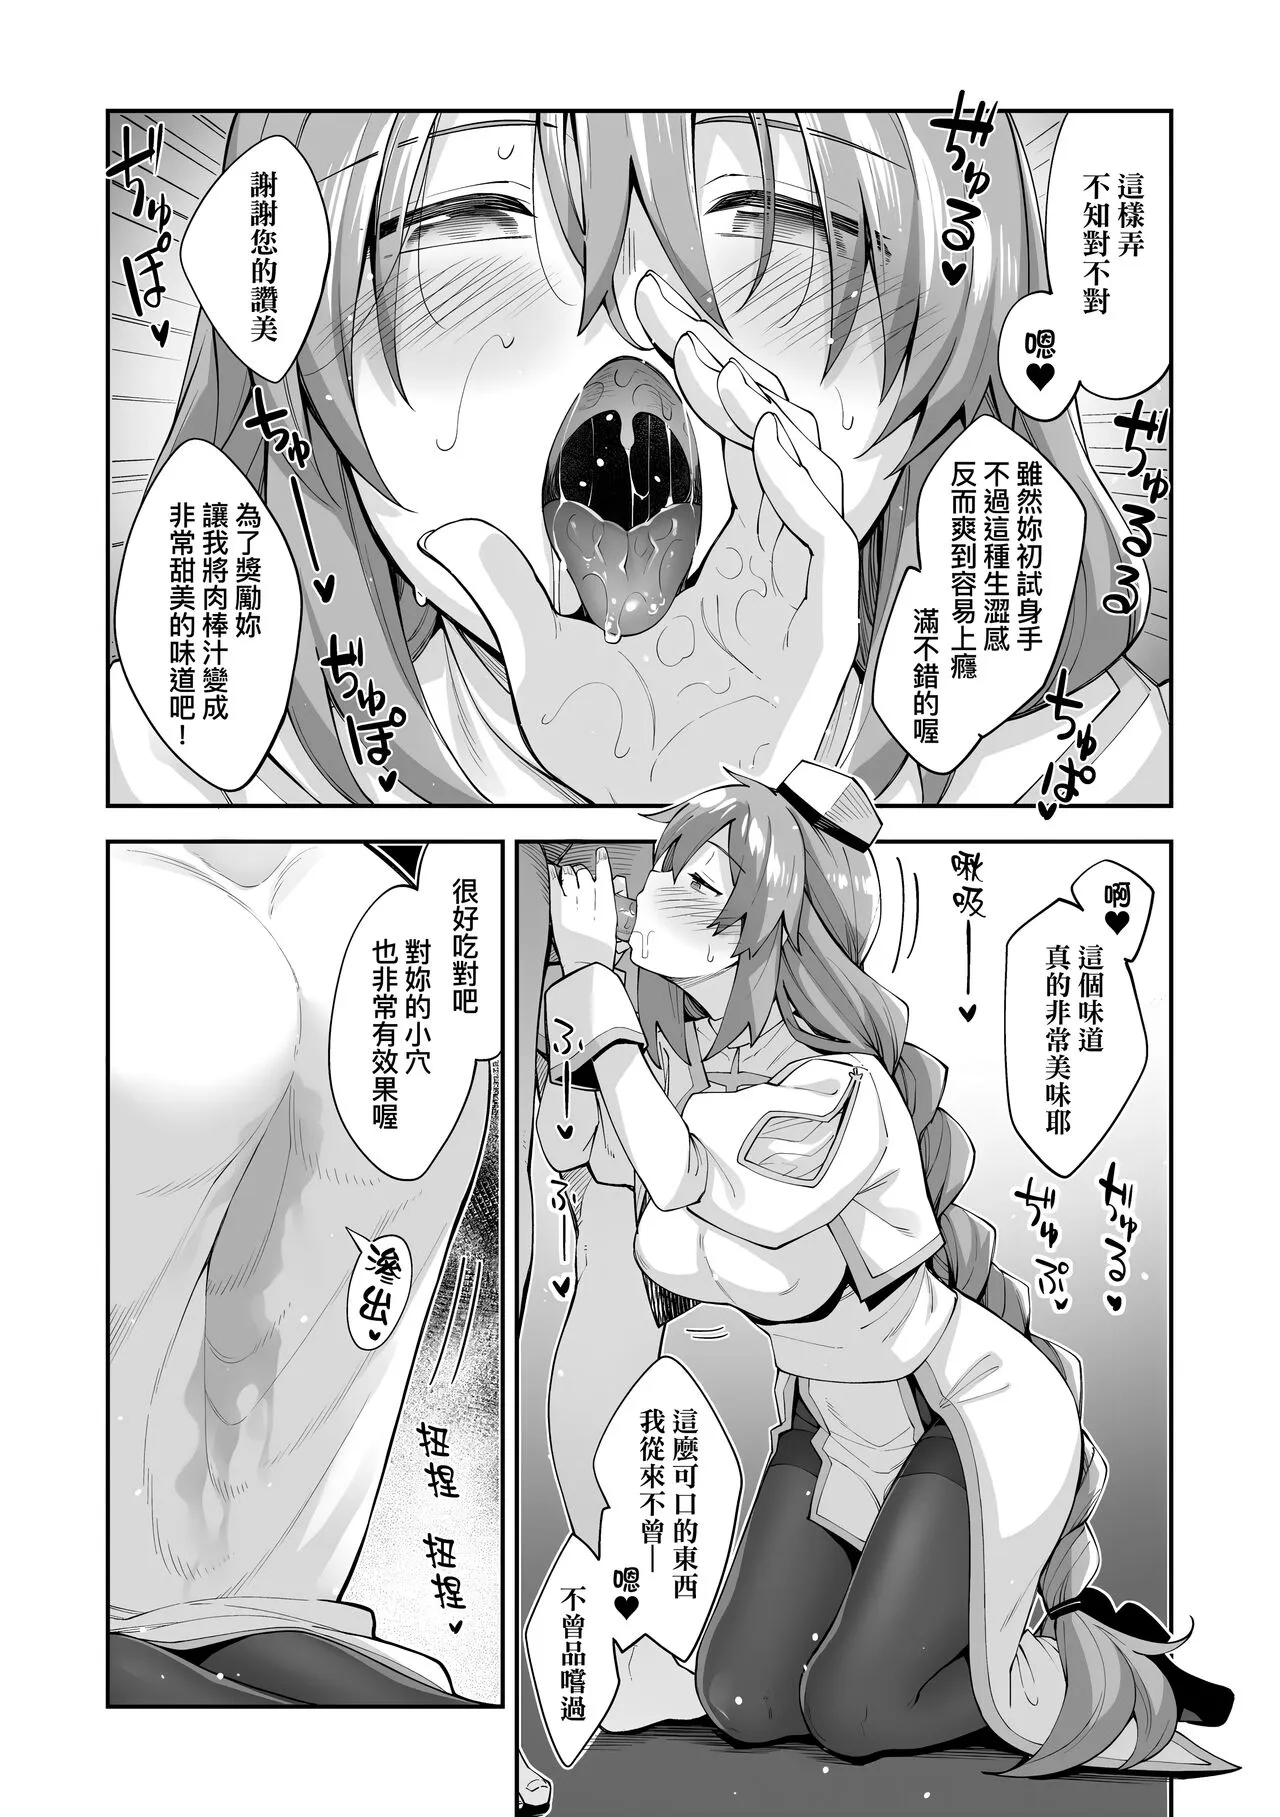 這樣弄
不知對不對
嗯♥
ぢゅる♥
ぢゅぽ♥
謝謝您的讚美
雖然妳初試身手
不過這種生澀感
反而爽到容易上癮
滿不錯的喔
ぢゅるる♥
ぢゅぱ♥
ぢゅー♥
ぢゅぽ♥
為了獎勵妳
讓我將肉棒汁變成
非常甜美的味道吧！
啊♥
這個味道
真的非常美味耶
啾吸——♥
ぢゅる♥
ぢゅぷ♥
ふー♥
ふー♥
這麼可口的東西
我從來不曾—
嗯♥
不曾品嚐過
很好吃對吧
對妳的小穴
也非常有效果喔
滲出♥
扭捏
扭捏♥